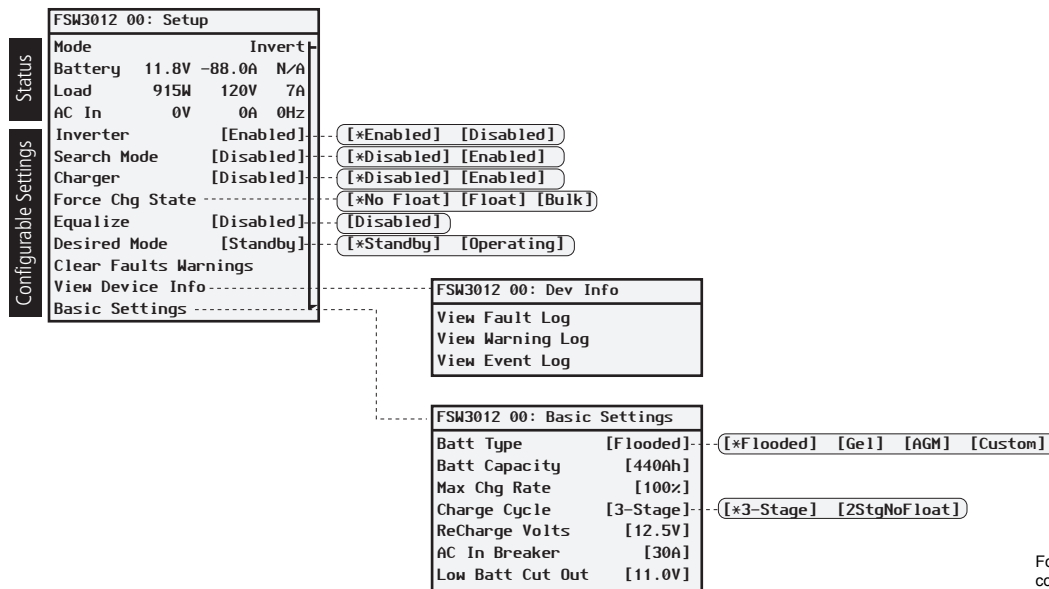 FSW3012 00: Setup
Status
Mode Invert
Battery 11.8V -88.0A N/A
Load 915W 120V 7A
AC In 0V 0A 0Hz
Configurable Settings
Inverter [Enabled] [*Enabled] [Disabled]
Search Mode [Disabled] [*Disabled] [Enabled]
Charger [Disabled] [*Disabled] [Enabled]
Force Chg State [*No Float] [Float] [Bulk]
Equalize [Disabled] [Disabled]
Desired Mode [Standby] [*Standby] [Operating]
Clear Faults Warnings
View Device Info
Basic Settings
FSW3012 00: Dev Info
View Fault Log
View Warning Log
View Event Log
FSW3012 00: Basic Settings
Batt Type [Flooded] [*Flooded] [Gel] [AGM] [Custom]
Batt Capacity [440Ah]
Max Chg Rate [100%]
Charge Cycle [3-Stage] [*3-Stage] [2StgNoFloat]
ReCharge Volts [12.5V]
AC In Breaker [30A]
Low Batt Cut Out [11.0V]